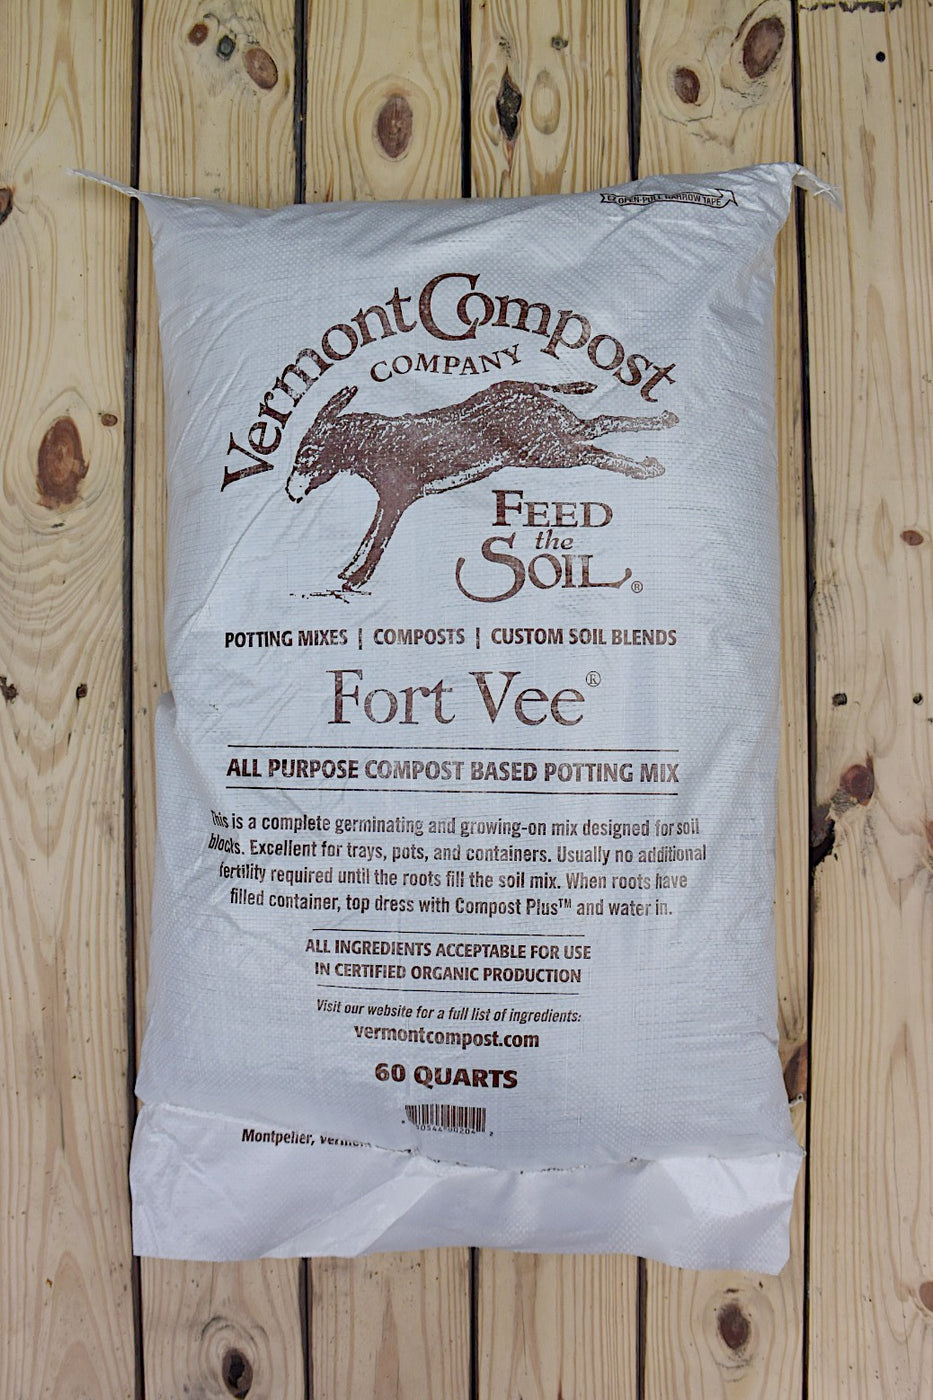 EZ OPEN-PULL NARROW TAPE
Vermont Compost
COMPANY
FEED
the
SOIL®
POTTING MIXES | COMPOSTS | CUSTOM SOIL BLENDS
Fort Vee®
ALL PURPOSE COMPOST BASED POTTING MIX
This is a complete germinating and growing-on mix designed for soil
blocks. Excellent for trays, pots, and containers. Usually no additional
fertility required until the roots fill the soil mix. When roots have
filled container, top dress with Compost Plus™ and water in.
ALL INGREDIENTS ACCEPTABLE FOR USE
IN CERTIFIED ORGANIC PRODUCTION
Visit our website for a full list of ingredients:
vermontcompost.com
60 QUARTS
Montpelier, Vermont